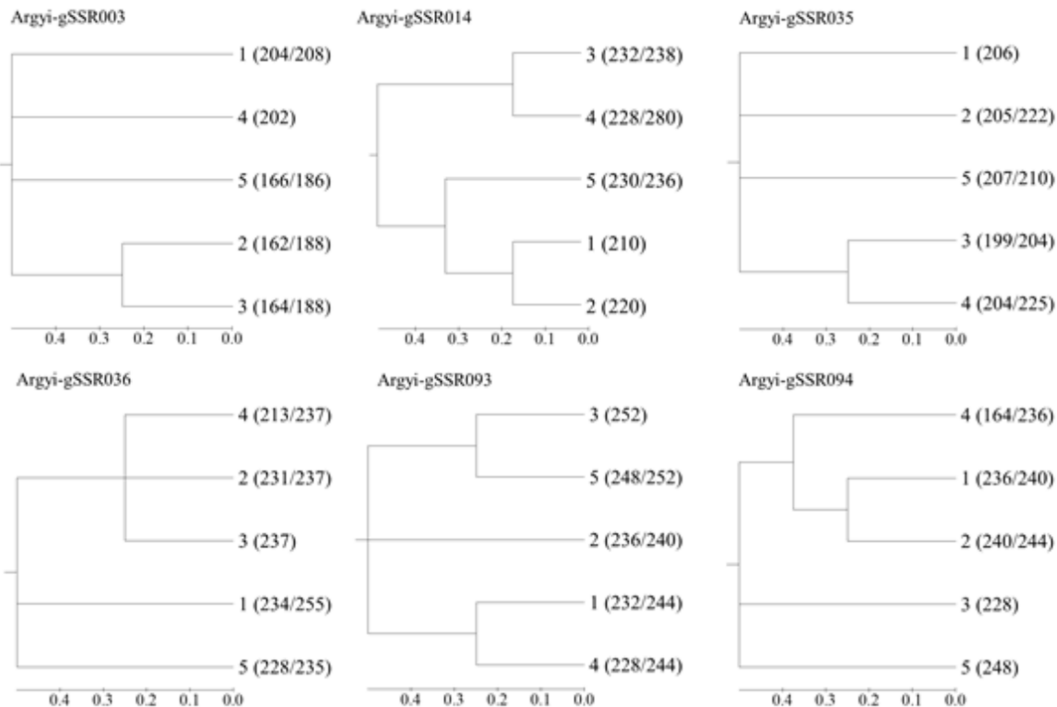 Argyi-gSSR003
1 (204/208)
4 (202)
5 (166/186)
2 (162/188)
3 (164/188)
0.4 0.3 0.2 0.1 0.0
Argyi-gSSR014
3 (232/238)
4 (228/280)
5 (230/236)
1 (210)
2 (220)
0.4 0.3 0.2 0.1 0.0
Argyi-gSSR035
1 (206)
2 (205/222)
5 (207/210)
3 (199/204)
4 (204/225)
0.4 0.3 0.2 0.1 0.0
Argyi-gSSR036
4 (213/237)
2 (231/237)
3 (237)
1 (234/255)
5 (228/235)
0.4 0.3 0.2 0.1 0.0
Argyi-gSSR093
3 (252)
5 (248/252)
2 (236/240)
1 (232/244)
4 (228/244)
0.4 0.3 0.2 0.1 0.0
Argyi-gSSR094
4 (164/236)
1 (236/240)
2 (240/244)
3 (228)
5 (248)
0.4 0.3 0.2 0.1 0.0